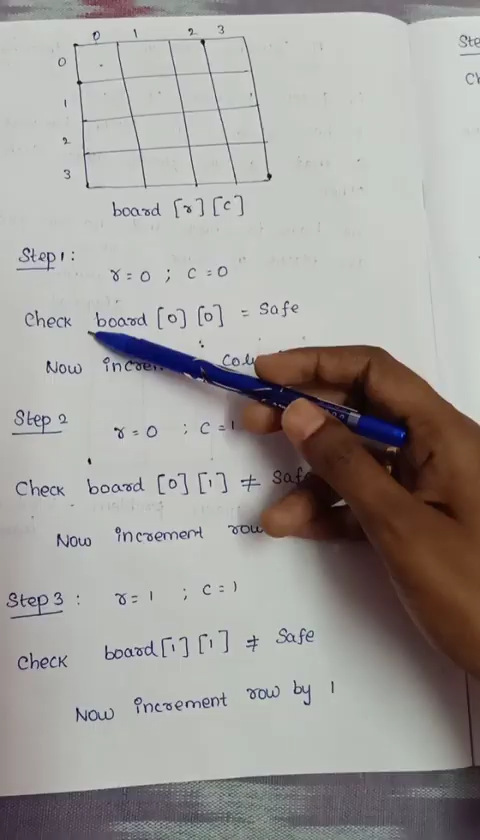 0 1 2 3
0
1
2
3
board [r] [c]
Step 1:
r = 0 ; c = 0
Check board [0] [0] = Safe
Now
Step 2
r = 0 ; c = 1
Check board [0] [1] ≠
Now increment row
Step 3 : r = 1 ; c = 1
Check board [1] [1] ≠ Safe
Now increment row by 1